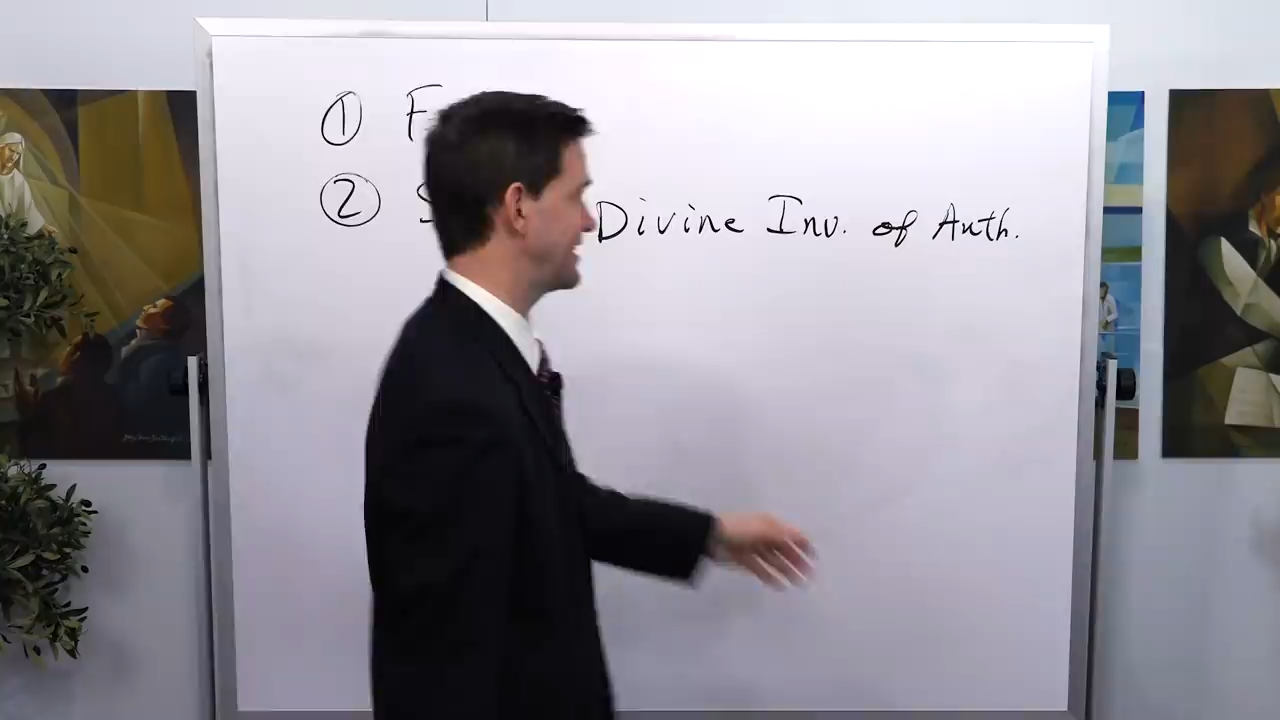 ① F
② S Divine Inv. of Auth.